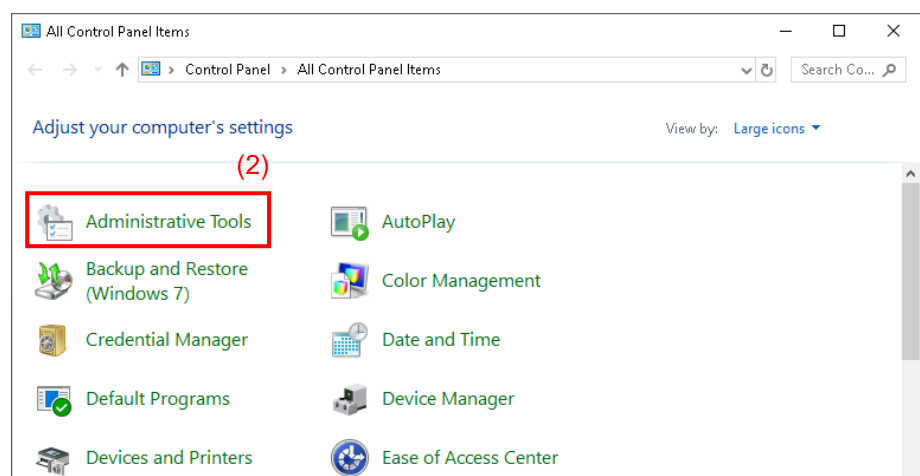 All Control Panel Items
Control Panel > All Control Panel Items
Search Co...
Adjust your computer's settings
View by: Large icons
(2)
Administrative Tools
AutoPlay
Backup and Restore
(Windows 7)
Color Management
Credential Manager
Date and Time
Default Programs
Device Manager
Devices and Printers
Ease of Access Center